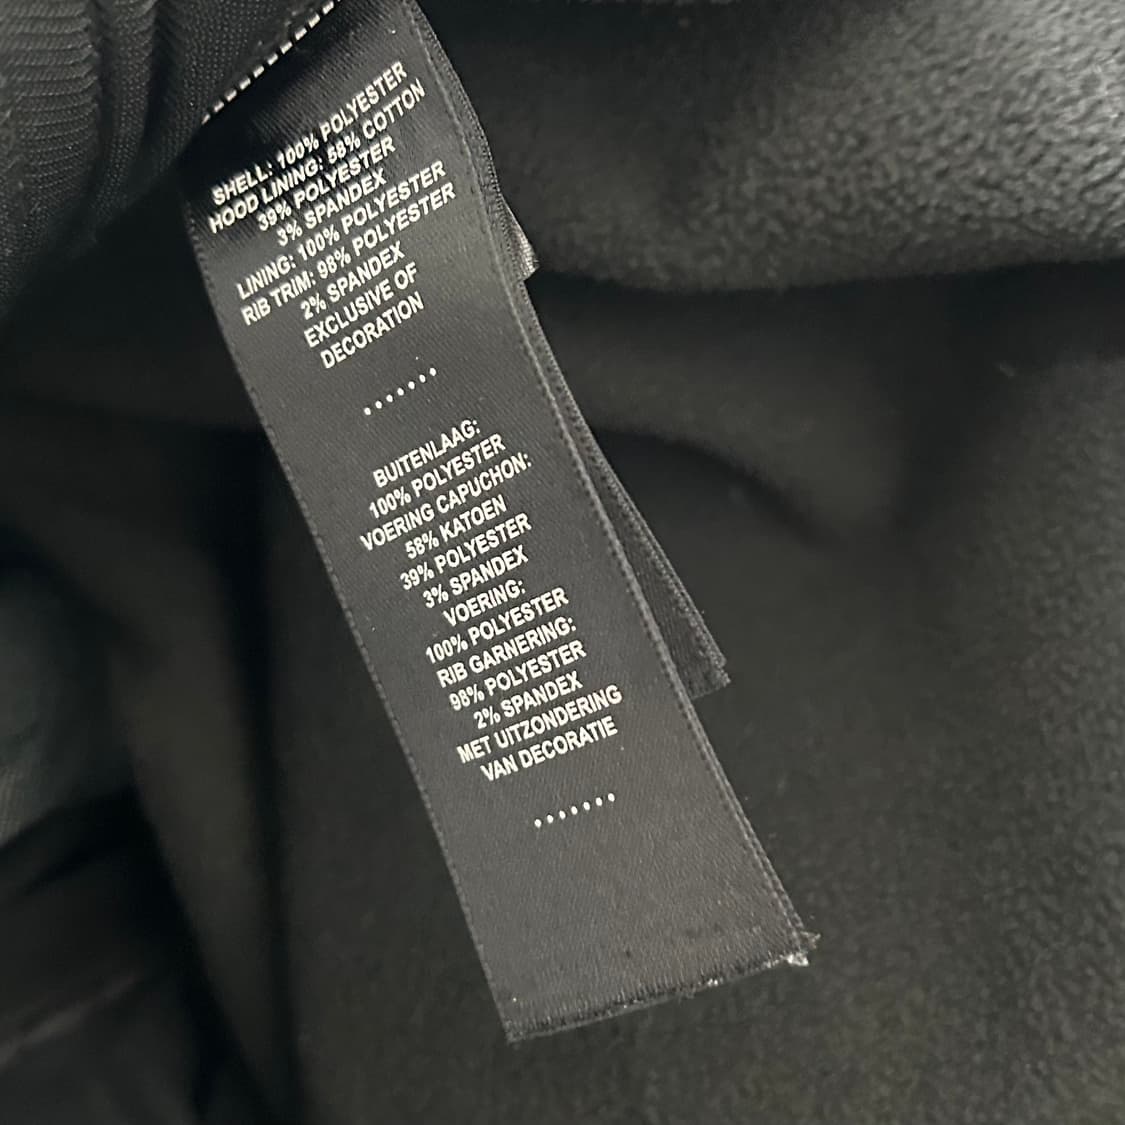 SHELL: 100% POLYESTER
HOOD LINING: 58% COTTON
39% POLYESTER
3% SPANDEX
LINING: 100% POLYESTER
RIB TRIM: 98% POLYESTER
2% SPANDEX
EXCLUSIVE OF
DECORATION
.......
BUITENLAAG:
100% POLYESTER
VOERING CAPUCHON:
58% KATOEN
39% POLYESTER
3% SPANDEX
VOERING:
100% POLYESTER
RIB GARNERING:
98% POLYESTER
2% SPANDEX
MET UITZONDERING
VAN DECORATIE
.......